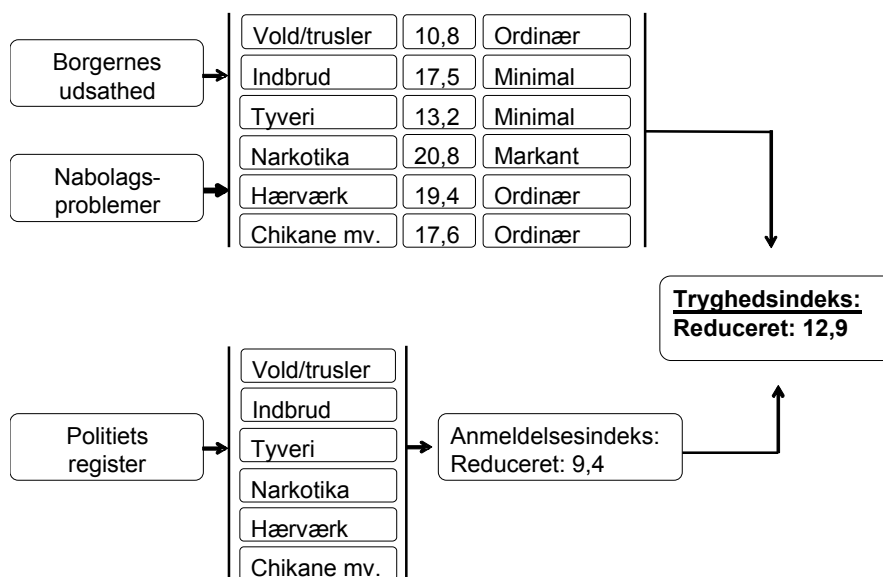 Borgernes
udsathed
Nabolags-
problemer
Vold/trusler 10,8 Ordinær
Indbrud 17,5 Minimal
Tyveri 13,2 Minimal
Narkotika 20,8 Markant
Hærværk 19,4 Ordinær
Chikane mv. 17,6 Ordinær
Tryghedsindeks:
Reduceret: 12,9
Politiets
register
Vold/trusler
Indbrud
Tyveri
Narkotika
Hærværk
Chikane mv.
Anmeldelsesindeks:
Reduceret: 9,4